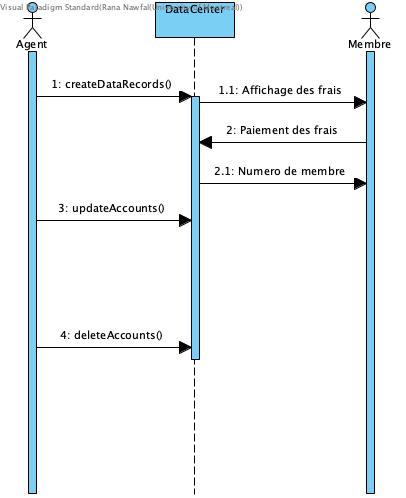 Visual Paradigm Standard(Rana Nawfal(
DataCenter
Agent
Membre
1: createDataRecords()
1.1: Affichage des frais
2: Paiement des frais
2.1: Numero de membre
3: updateAccounts()
4: deleteAccounts()